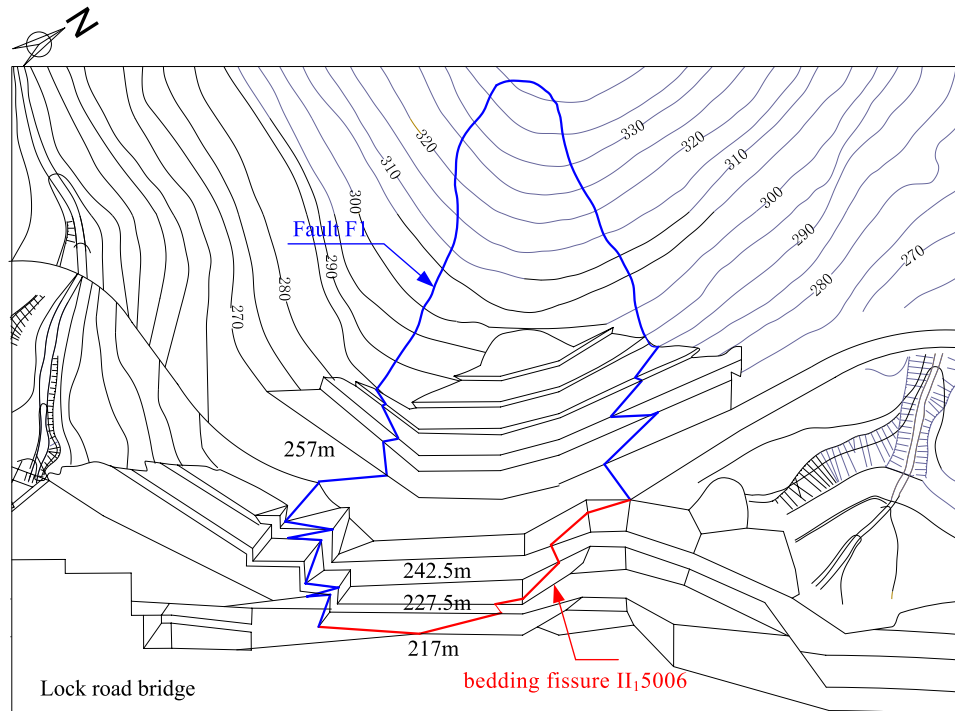 N
330
320
320
310
310
300
300
Fault F1
290
290
280
280
270
270
257m
242.5m
227.5m
217m
bedding fissure II₁5006
Lock road bridge